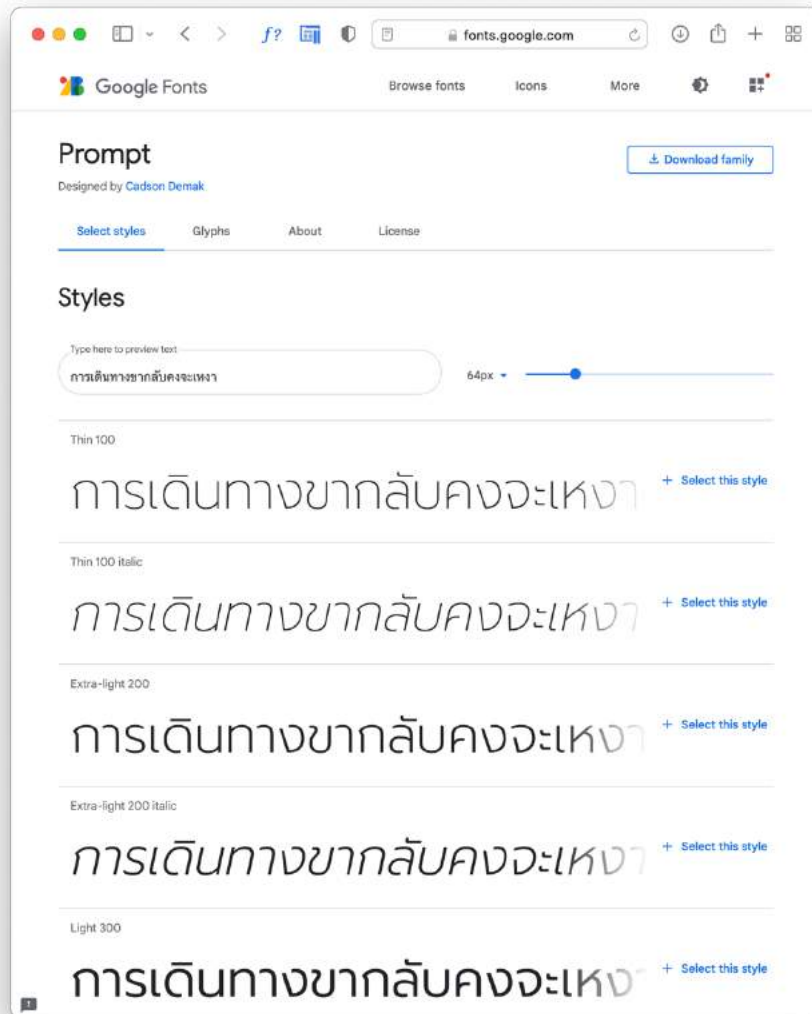 f? fonts.google.com
Google Fonts Browse fonts Icons More
Prompt
Download family
Designed by Cadson Demak
Select styles Glyphs About License
Styles
Type here to preview text
การเดินทางขากลับคงจะเหงา 64px
Thin 100
การเดินทางขากลับคงจะเหงา + Select this style
Thin 100 italic
การเดินทางขากลับคงจะเหงา + Select this style
Extra-light 200
การเดินทางขากลับคงจะเหงา + Select this style
Extra-light 200 italic
การเดินทางขากลับคงจะเหงา + Select this style
Light 300
การเดินทางขากลับคงจะเหง + Select this style